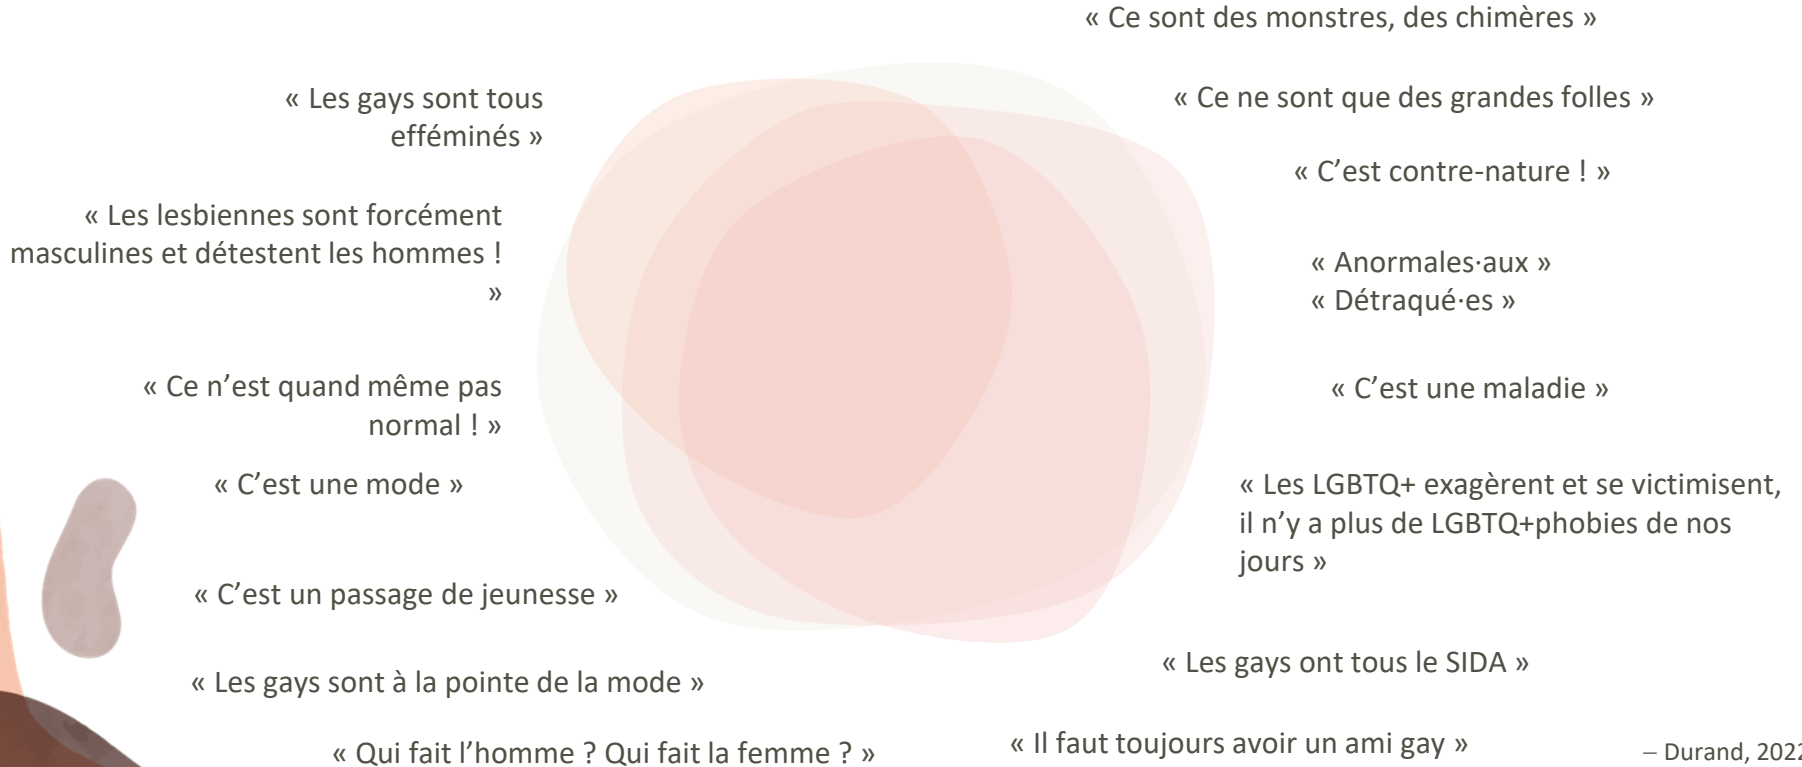 « Ce sont des monstres, des chimères »
« Les gays sont tous
efféminés »
« Ce ne sont que des grandes folles »
« C’est contre-nature ! »
« Les lesbiennes sont forcément
masculines et détestent les hommes !
»
« Anormales·aux »
« Détraqué·es »
« Ce n’est quand même pas
normal ! »
« C’est une maladie »
« C’est une mode »
« Les LGBTQ+ exagèrent et se victimisent,
il n’y a plus de LGBTQ+phobies de nos
jours »
« C’est un passage de jeunesse »
« Les gays ont tous le SIDA »
« Les gays sont à la pointe de la mode »
« Il faut toujours avoir un ami gay »
« Qui fait l’homme ? Qui fait la femme ? »
– Durand, 2022